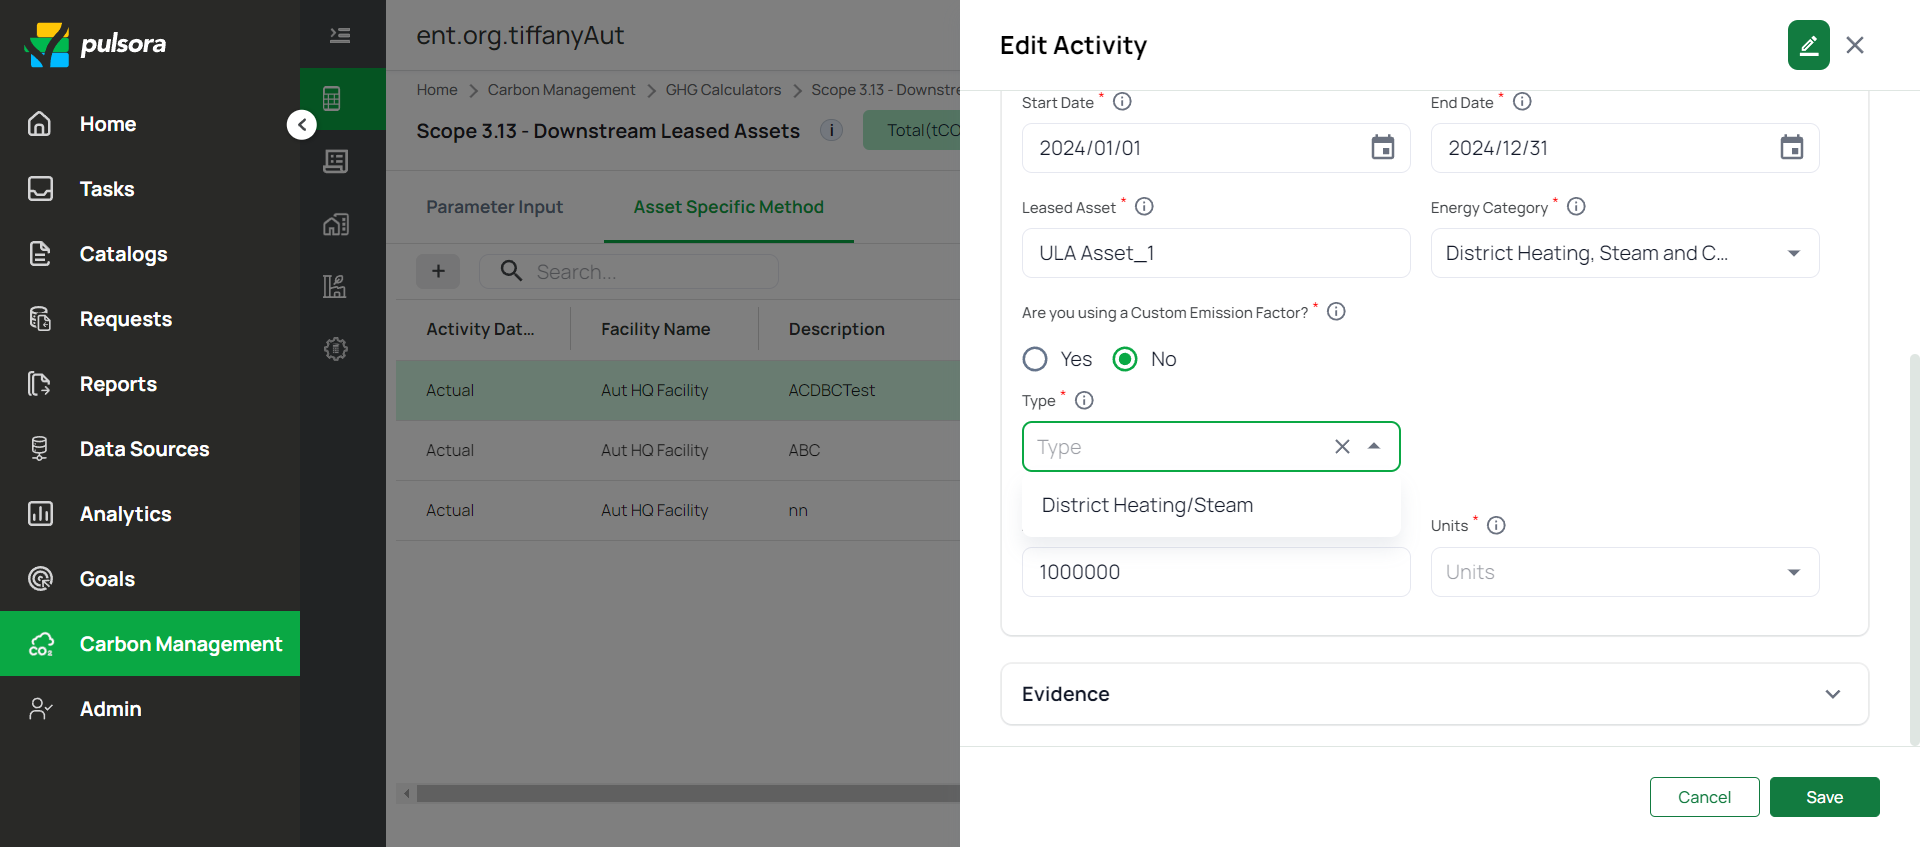 pulsora
Home
Tasks
Catalogs
Requests
Reports
Data Sources
Analytics
Goals
Carbon Management
Admin
ent.org.tiffanyAut
Home > Carbon Management > GHG Calculators > Scope 3.13 - Downstre
Scope 3.13 - Downstream Leased Assets i Total(tCC
Parameter Input Asset Specific Method
+ Search...
Activity Dat... Facility Name Description
Actual Aut HQ Facility ACDBCTest
Actual Aut HQ Facility ABC
Actual Aut HQ Facility nn
Edit Activity
Start Date * End Date *
2024/01/01 2024/12/31
Leased Asset * Energy Category *
ULA Asset_1 District Heating, Steam and C...
Are you using a Custom Emission Factor? *
Yes No
Type *
Type
District Heating/Steam
Units *
1000000 Units
Evidence
Cancel Save